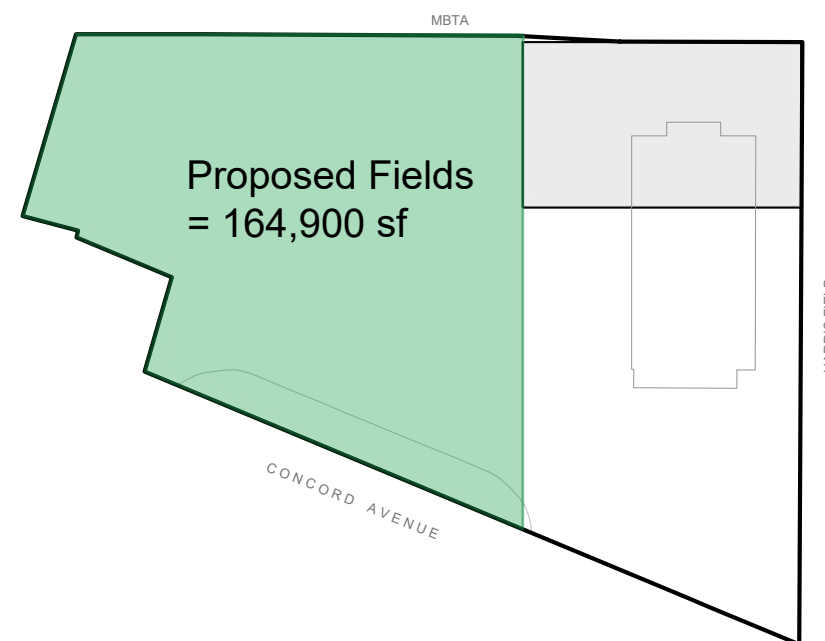 MBTA
Proposed Fields
= 164,900 sf
CONCORD AVENUE